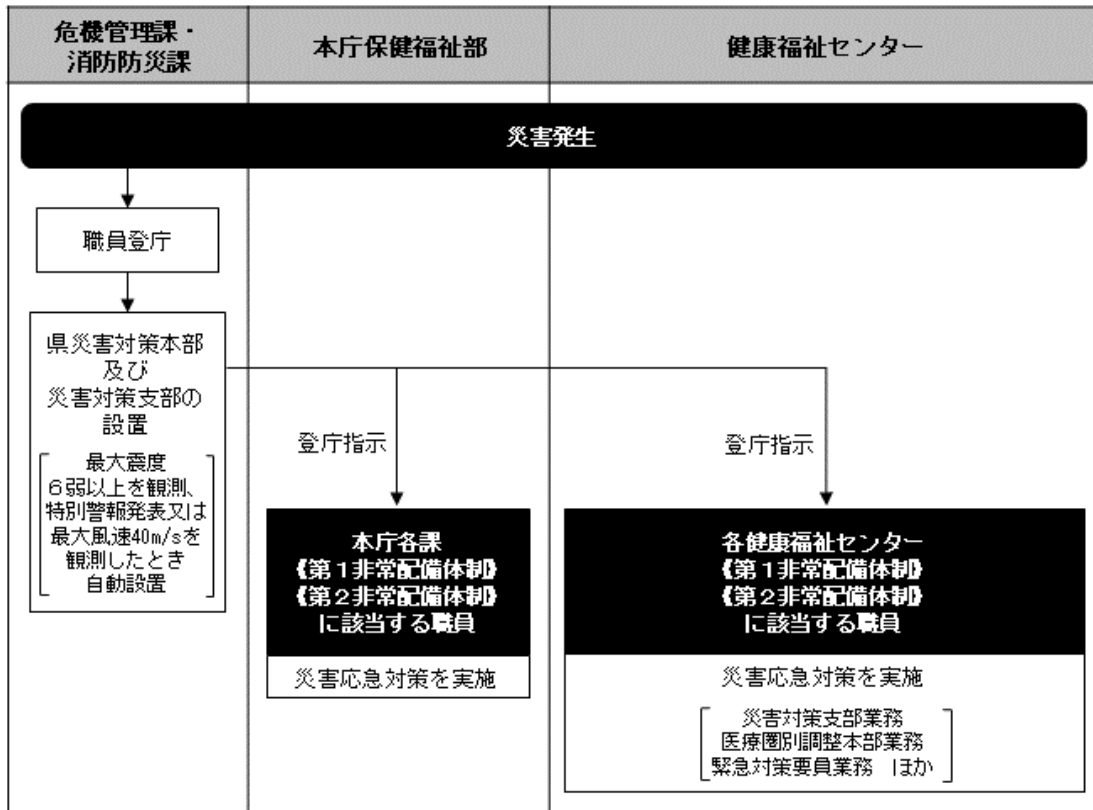 危機管理課・
消防防災課
本庁保健福祉部
健康福祉センター
災害発生
職員登庁
県災害対策本部
及び
災害対策支部の
設置
最大震度
６弱以上を観測、
特別警報発表又は
最大風速40m/sを
観測したとき
自動設置
登庁指示
登庁指示
本庁各課
《第１非常配備体制》
《第２非常配備体制》
に該当する職員
災害応急対策を実施
各健康福祉センター
《第１非常配備体制》
《第２非常配備体制》
に該当する職員
災害応急対策を実施
災害対策支部業務
医療圏別調整本部業務
緊急対策要員業務　ほか